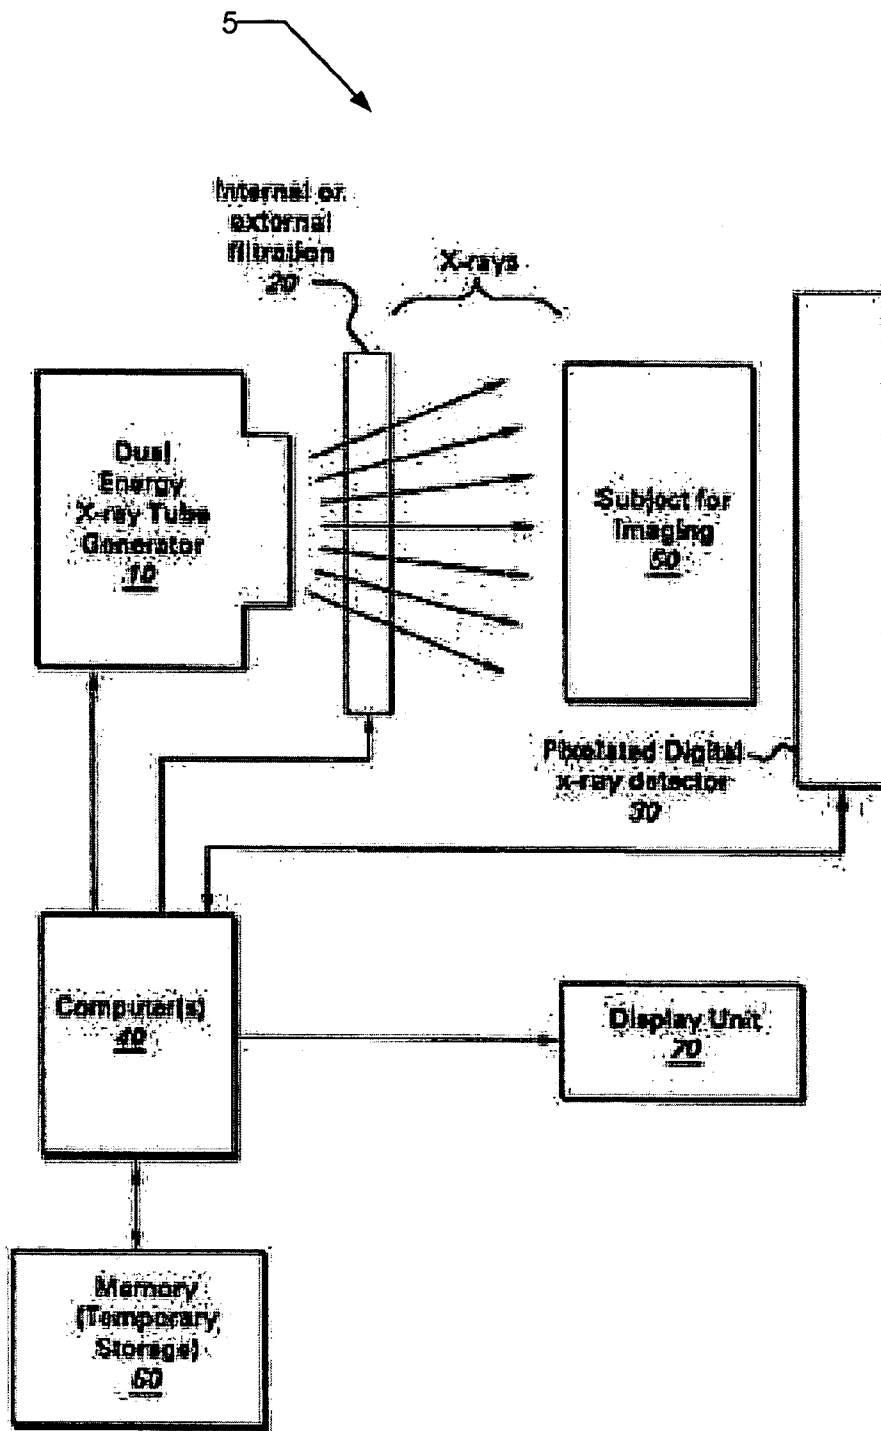 5
Internal or
external
filtration
20
X-rays
Dual
Energy
X-ray Tube
Generator
10
Subject for
Imaging
50
Pixelated Digital
x-ray detector
30
Computer(s)
40
Display Unit
70
Memory
(Temporary
Storage)
60